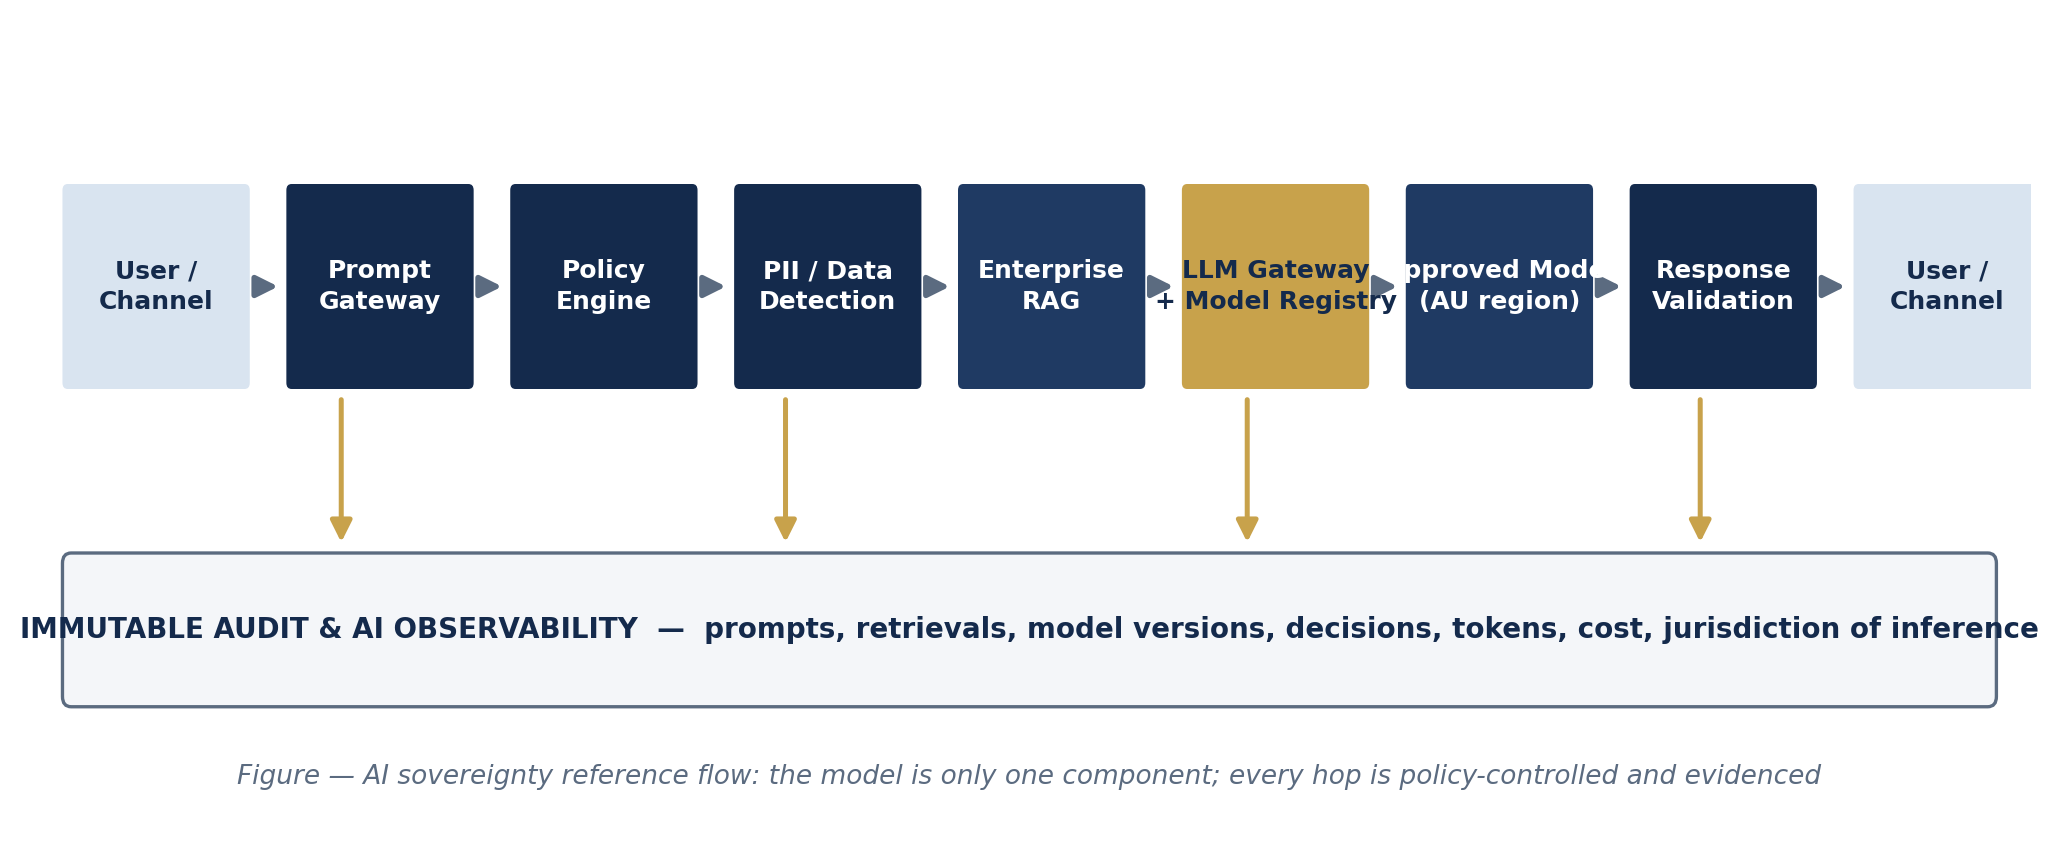 User /
Channel
Prompt
Gateway
Policy
Engine
PII / Data
Detection
Enterprise
RAG
LLM Gateway
+ Model Registry
pproved Mode
(AU region)
Response
Validation
User /
Channel
IMMUTABLE AUDIT & AI OBSERVABILITY — prompts, retrievals, model versions, decisions, tokens, cost, jurisdiction of inference
Figure — AI sovereignty reference flow: the model is only one component; every hop is policy-controlled and evidenced